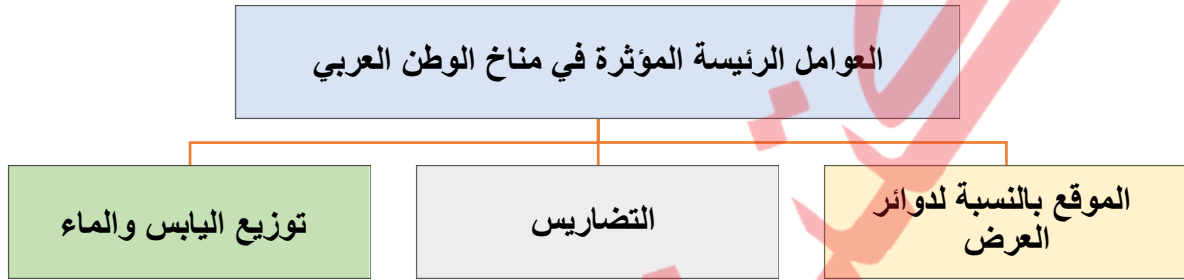 العوامل الرئيسة المؤثرة في مناخ الوطن العربي
الموقع بالنسبة لدوائر
العرض
التضاريس
توزيع اليابس والماء